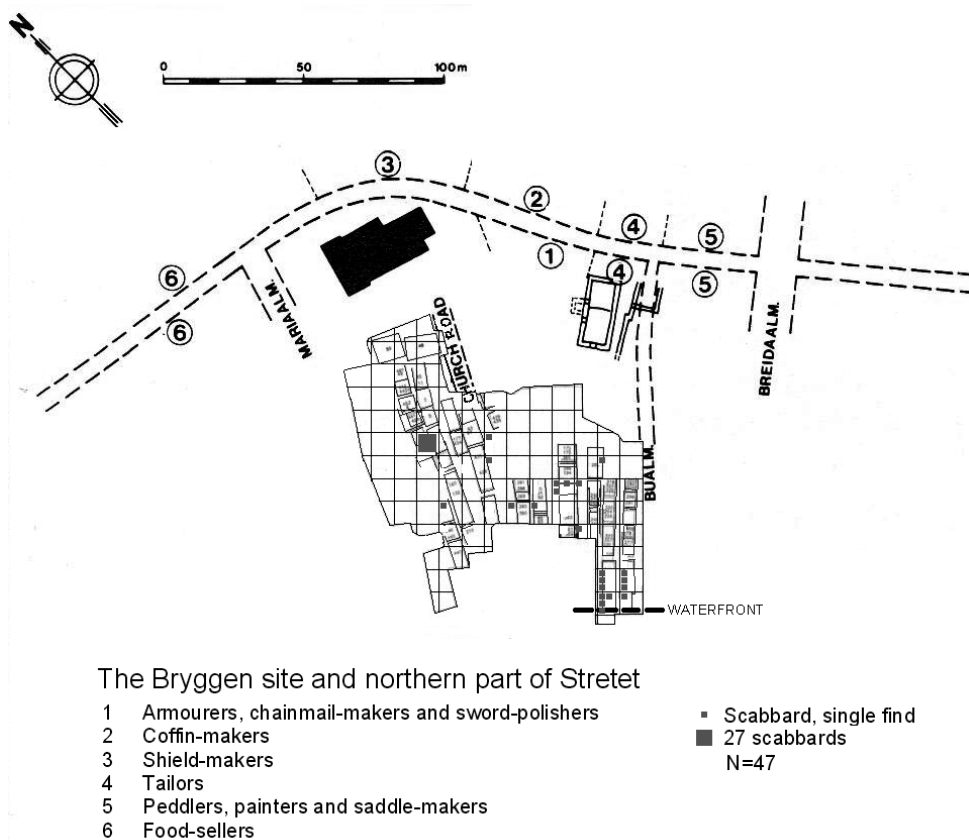 N
0 50 100 m
3
2
4
5
6
1
4
5
6
MARIAALM.
CHURCH ROAD
BREIDAALM.
BUALM.
WATERFRONT
The Bryggen site and northern part of Stretet
1 Armourers, chainmail-makers and sword-polishers
2 Coffin-makers
3 Shield-makers
4 Tailors
5 Peddlers, painters and saddle-makers
6 Food-sellers
Scabbard, single find
27 scabbards
N=47